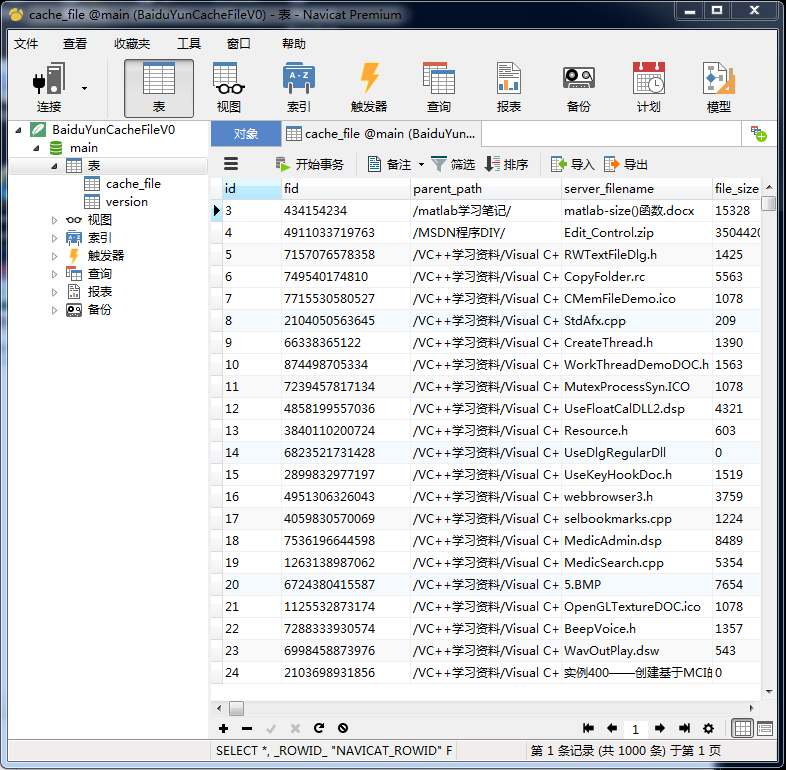 cache_file @main (BaiduYunCacheFileV0) - 表 - Navicat Premium
文件 查看 收藏夹 工具 窗口 帮助
连接 表 视图 索引 触发器 查询 报表 备份 计划 模型
BaiduYunCacheFileV0
main
表
cache_file
version
视图
索引
触发器
查询
报表
备份
对象 cache_file @main (BaiduYun...
开始事务 备注 筛选 排序 导入 导出
id fid parent_path server_filename file_size
3 434154234 /matlab学习笔记/ matlab-size()函数.docx 15328
4 4911033719763 /MSDN程序DIY/ Edit_Control.zip 3504420
5 7157076578358 /VC++学习资料/Visual C+ RWTextFileDlg.h 1425
6 749540174810 /VC++学习资料/Visual C+ CopyFolder.rc 5563
7 7715530580527 /VC++学习资料/Visual C+ CMemFileDemo.ico 1078
8 2104050563645 /VC++学习资料/Visual C+ StdAfx.cpp 209
9 66338365122 /VC++学习资料/Visual C+ CreateThread.h 1390
10 874498705334 /VC++学习资料/Visual C+ WorkThreadDemoDOC.h 1563
11 7239457817134 /VC++学习资料/Visual C+ MutexProcessSyn.ICO 1078
12 4858199557036 /VC++学习资料/Visual C+ UseFloatCalDLL2.dsp 4321
13 3840110200724 /VC++学习资料/Visual C+ Resource.h 603
14 6823521731428 /VC++学习资料/Visual C+ UseDlgRegularDll 0
15 2899832977197 /VC++学习资料/Visual C+ UseKeyHookDoc.h 1519
16 4951306326043 /VC++学习资料/Visual C+ webbrowser3.h 3759
17 4059830570069 /VC++学习资料/Visual C+ selbookmarks.cpp 1224
18 7536196644598 /VC++学习资料/Visual C+ MedicAdmin.dsp 8489
19 1263138987062 /VC++学习资料/Visual C+ MedicSearch.cpp 5354
20 6724380415587 /VC++学习资料/Visual C+ 5.BMP 7654
21 1125532873174 /VC++学习资料/Visual C+ OpenGLTextureDOC.ico 1078
22 7288333930574 /VC++学习资料/Visual C+ BeepVoice.h 1357
23 6998458873976 /VC++学习资料/Visual C+ WavOutPlay.dsw 543
24 2103698931856 /VC++学习资料/Visual C+ 实例400——创建基于MCI的 0
1
SELECT *, _ROWID_ "NAVICAT_ROWID" F 第 1 条记录 (共 1000 条) 于第 1 页